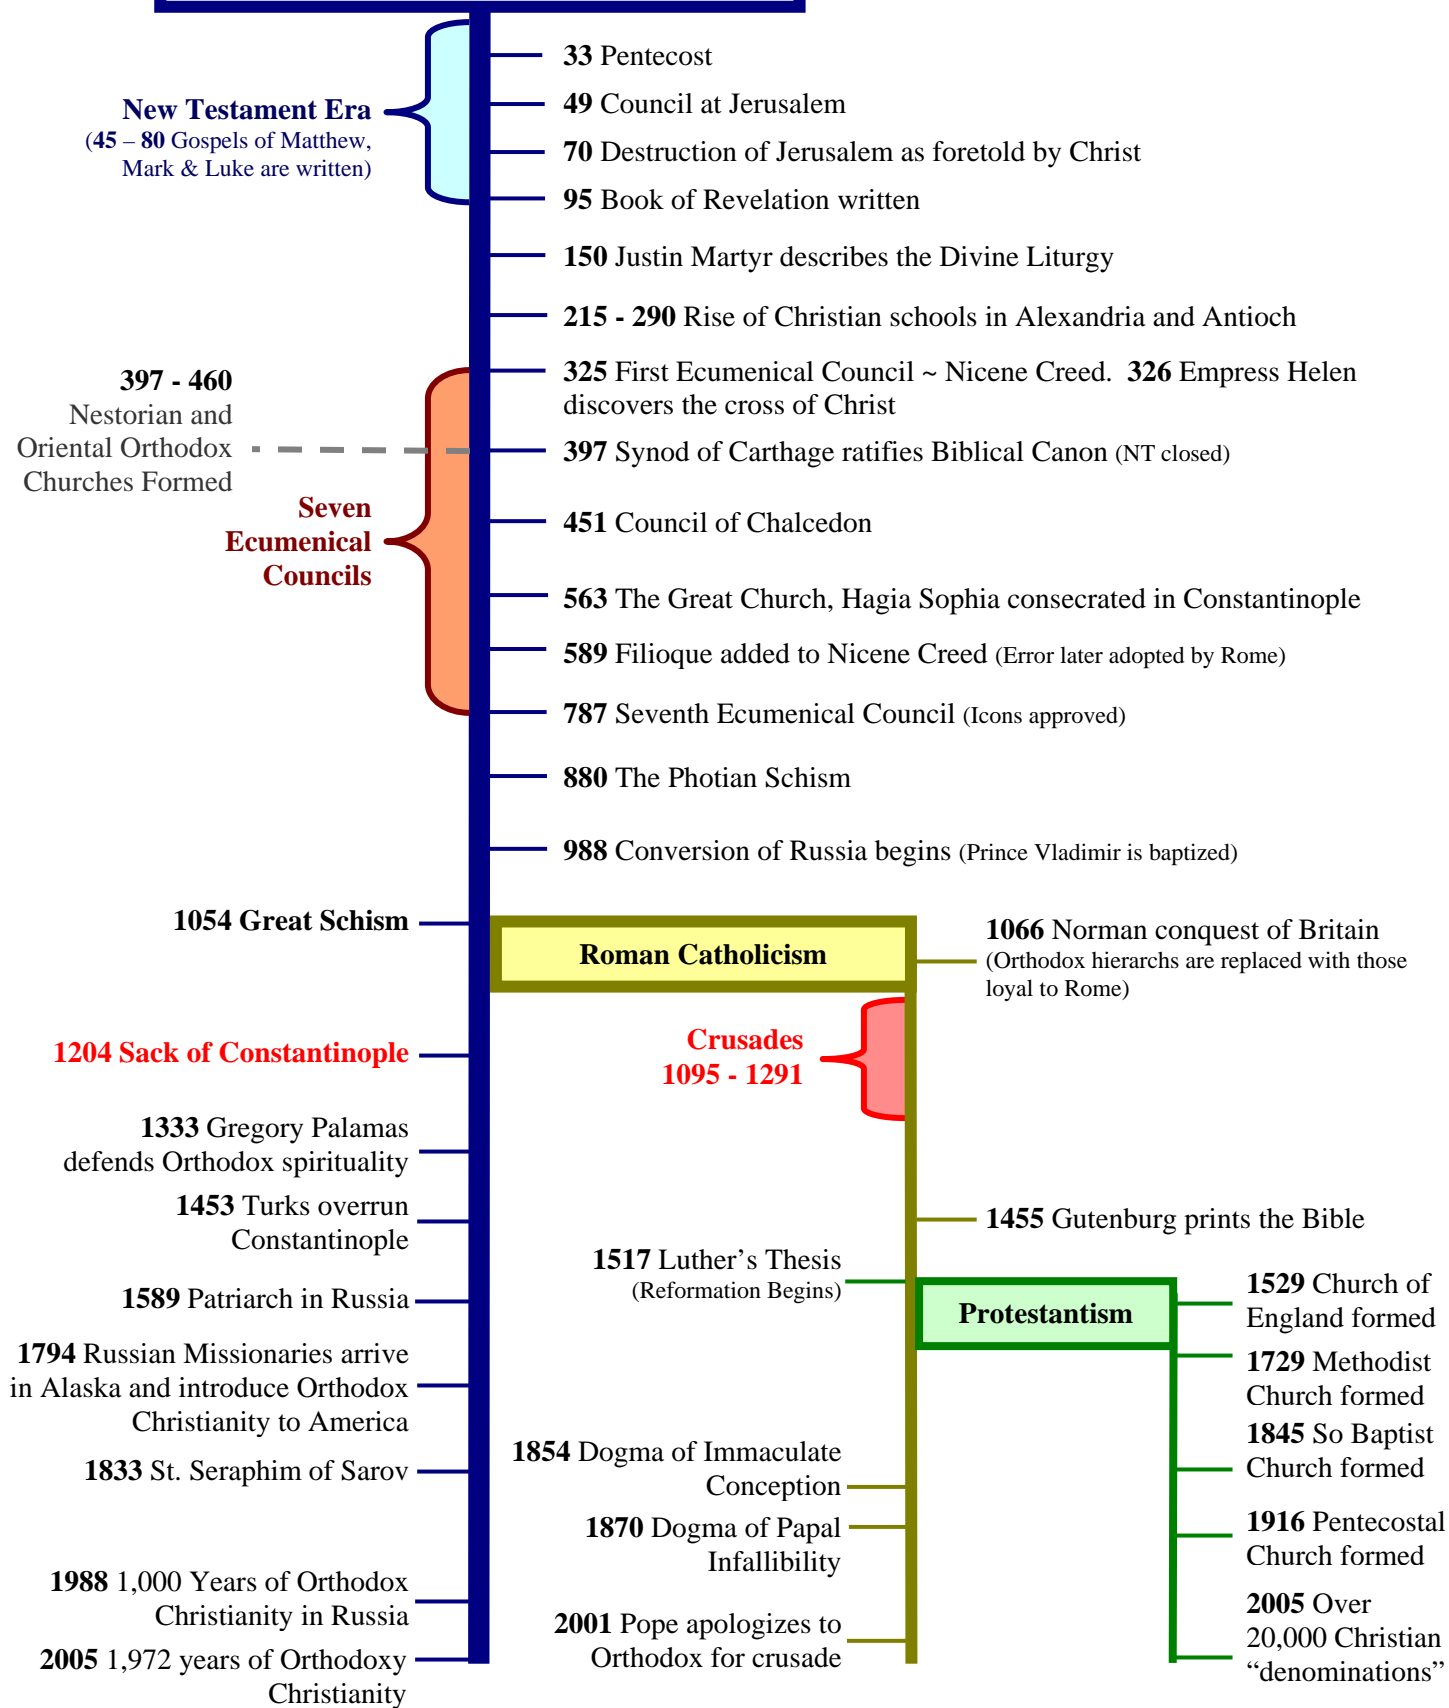 33 Pentecost
49 Council at Jerusalem
New Testament Era
(45 – 80 Gospels of Matthew,
Mark & Luke are written)
70 Destruction of Jerusalem as foretold by Christ
95 Book of Revelation written
150 Justin Martyr describes the Divine Liturgy
215 - 290 Rise of Christian schools in Alexandria and Antioch
325 First Ecumenical Council ~ Nicene Creed.  326 Empress Helen
discovers the cross of Christ
397 - 460
Nestorian and
Oriental Orthodox
Churches Formed
397 Synod of Carthage ratifies Biblical Canon (NT closed)
Seven
Ecumenical
Councils
451 Council of Chalcedon
563 The Great Church, Hagia Sophia consecrated in Constantinople
589 Filioque added to Nicene Creed (Error later adopted by Rome)
787 Seventh Ecumenical Council (Icons approved)
880 The Photian Schism
988 Conversion of Russia begins (Prince Vladimir is baptized)
1054 Great Schism
Roman Catholicism
1066 Norman conquest of Britain
(Orthodox hierarchs are replaced with those
loyal to Rome)
1204 Sack of Constantinople
Crusades
1095 - 1291
1333 Gregory Palamas
defends Orthodox spirituality
1453 Turks overrun
Constantinople
1455 Gutenburg prints the Bible
1517 Luther’s Thesis
(Reformation Begins)
1589 Patriarch in Russia
Protestantism
1529 Church of
England formed
1794 Russian Missionaries arrive
in Alaska and introduce Orthodox
Christianity to America
1729 Methodist
Church formed
1845 So Baptist
Church formed
1833 St. Seraphim of Sarov
1854 Dogma of Immaculate
Conception
1870 Dogma of Papal
Infallibility
1916 Pentecostal
Church formed
1988 1,000 Years of Orthodox
Christianity in Russia
2001 Pope apologizes to
Orthodox for crusade
2005 Over
20,000 Christian
“denominations”
2005 1,972 years of Orthodoxy
Christianity